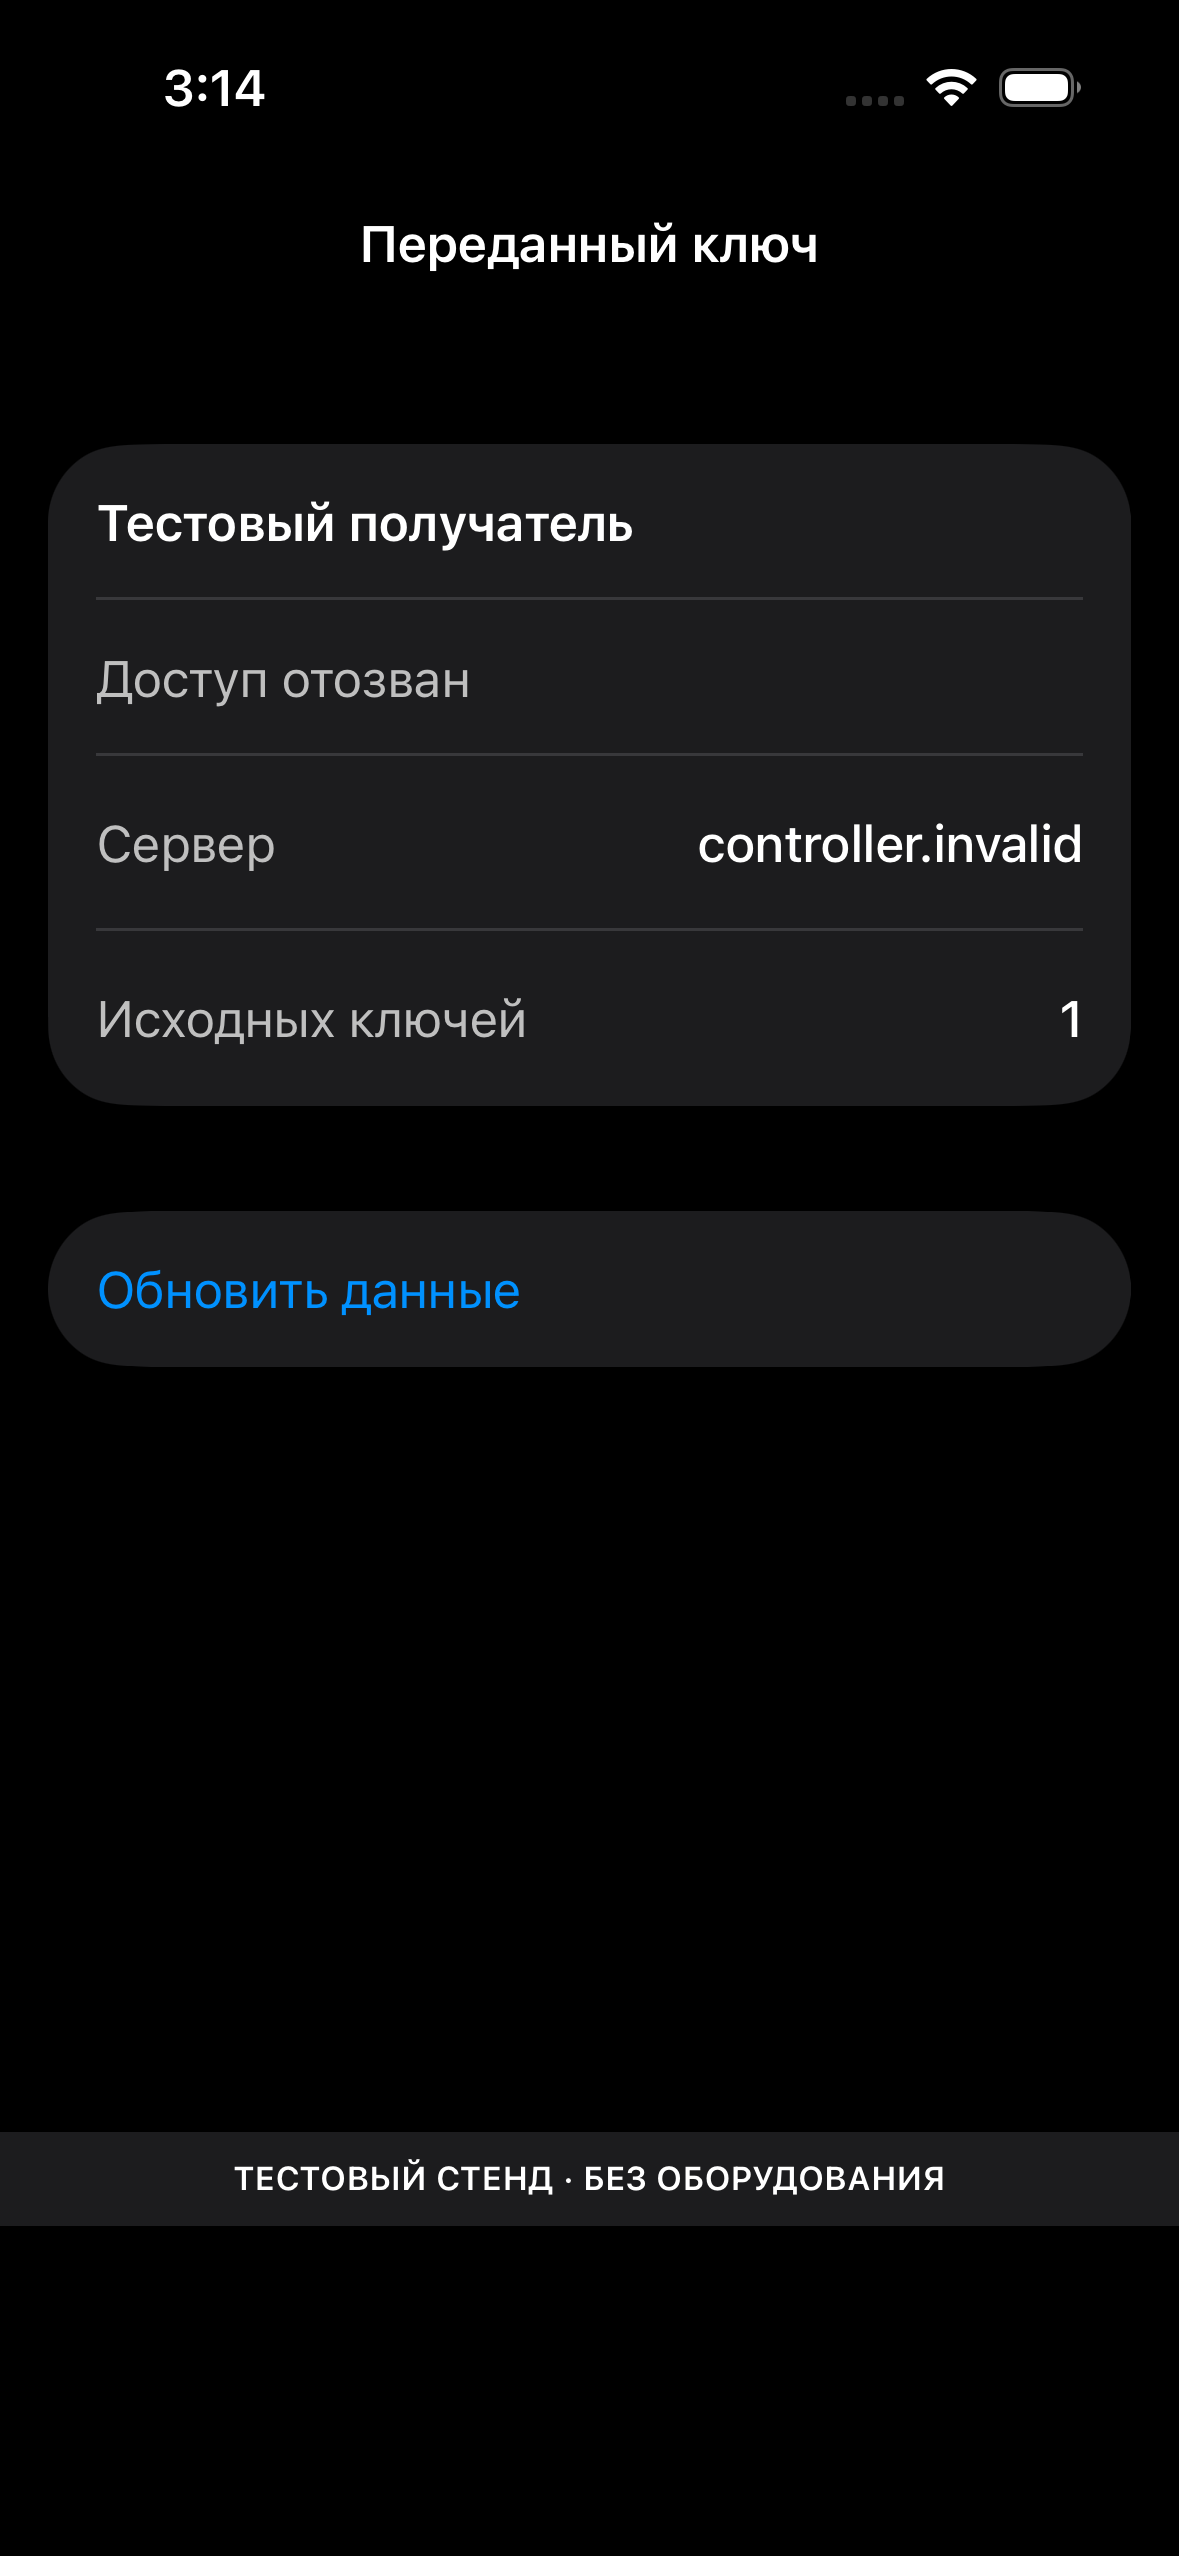 3:14
Переданный ключ
Тестовый получатель
Доступ отозван
Сервер controller.invalid
Исходных ключей 1
Обновить данные
ТЕСТОВЫЙ СТЕНД · БЕЗ ОБОРУДОВАНИЯ